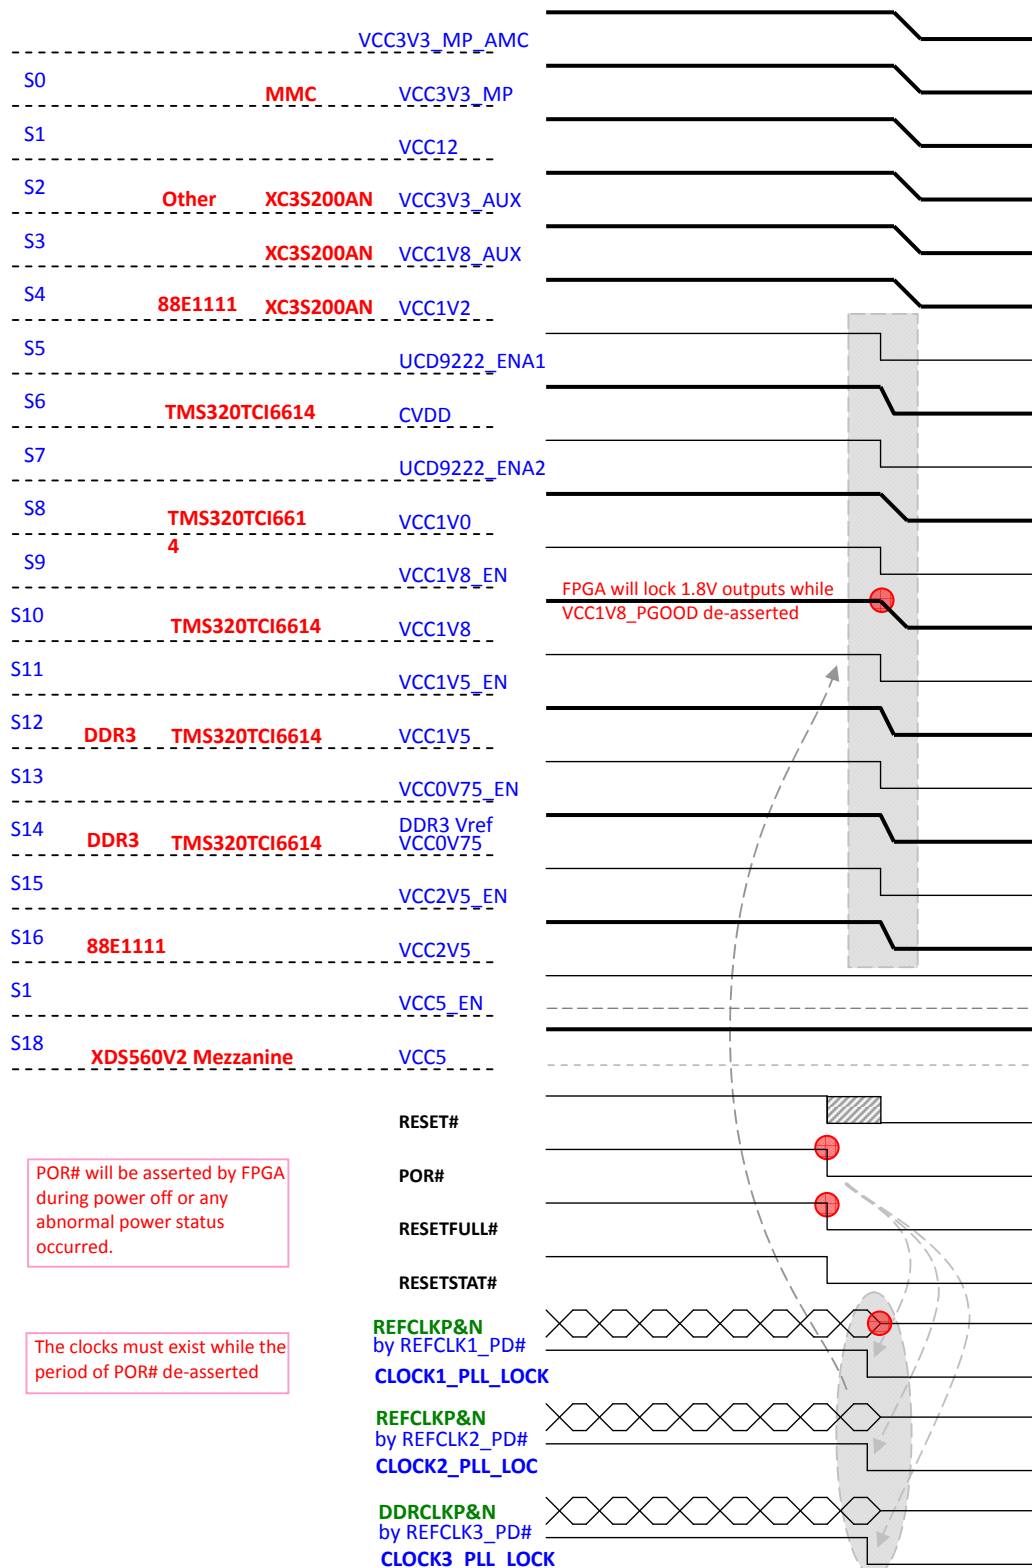 VCC3V3_MP_AMC
S0
MMC VCC3V3_MP
S1
VCC12
S2
Other XC3S200AN VCC3V3_AUX
S3
XC3S200AN VCC1V8_AUX
S4
88E1111 XC3S200AN VCC1V2
S5
UCD9222_ENA1
S6
TMS320TCI6614 CVDD
S7
UCD9222_ENA2
S8
TMS320TCI661
4
VCC1V0
S9
VCC1V8_EN
FPGA will lock 1.8V outputs while
VCC1V8_PGOOD de-asserted
S10
TMS320TCI6614 VCC1V8
S11
VCC1V5_EN
S12
DDR3 TMS320TCI6614 VCC1V5
S13
VCC0V75_EN
S14
DDR3 Vref
DDR3 TMS320TCI6614 VCC0V75
S15
VCC2V5_EN
S16
88E1111 VCC2V5
S1
VCC5_EN
S18
XDS560V2 Mezzanine VCC5
RESET#
POR#
RESETFULL#
RESETSTAT#
POR# will be asserted by FPGA
during power off or any
abnormal power status
occurred.
The clocks must exist while the
period of POR# de-asserted
REFCLKP&N
by REFCLK1_PD#
CLOCK1_PLL_LOCK
REFCLKP&N
by REFCLK2_PD#
CLOCK2_PLL_LOC
DDRCLKP&N
by REFCLK3_PD#
CLOCK3_PLL_LOCK